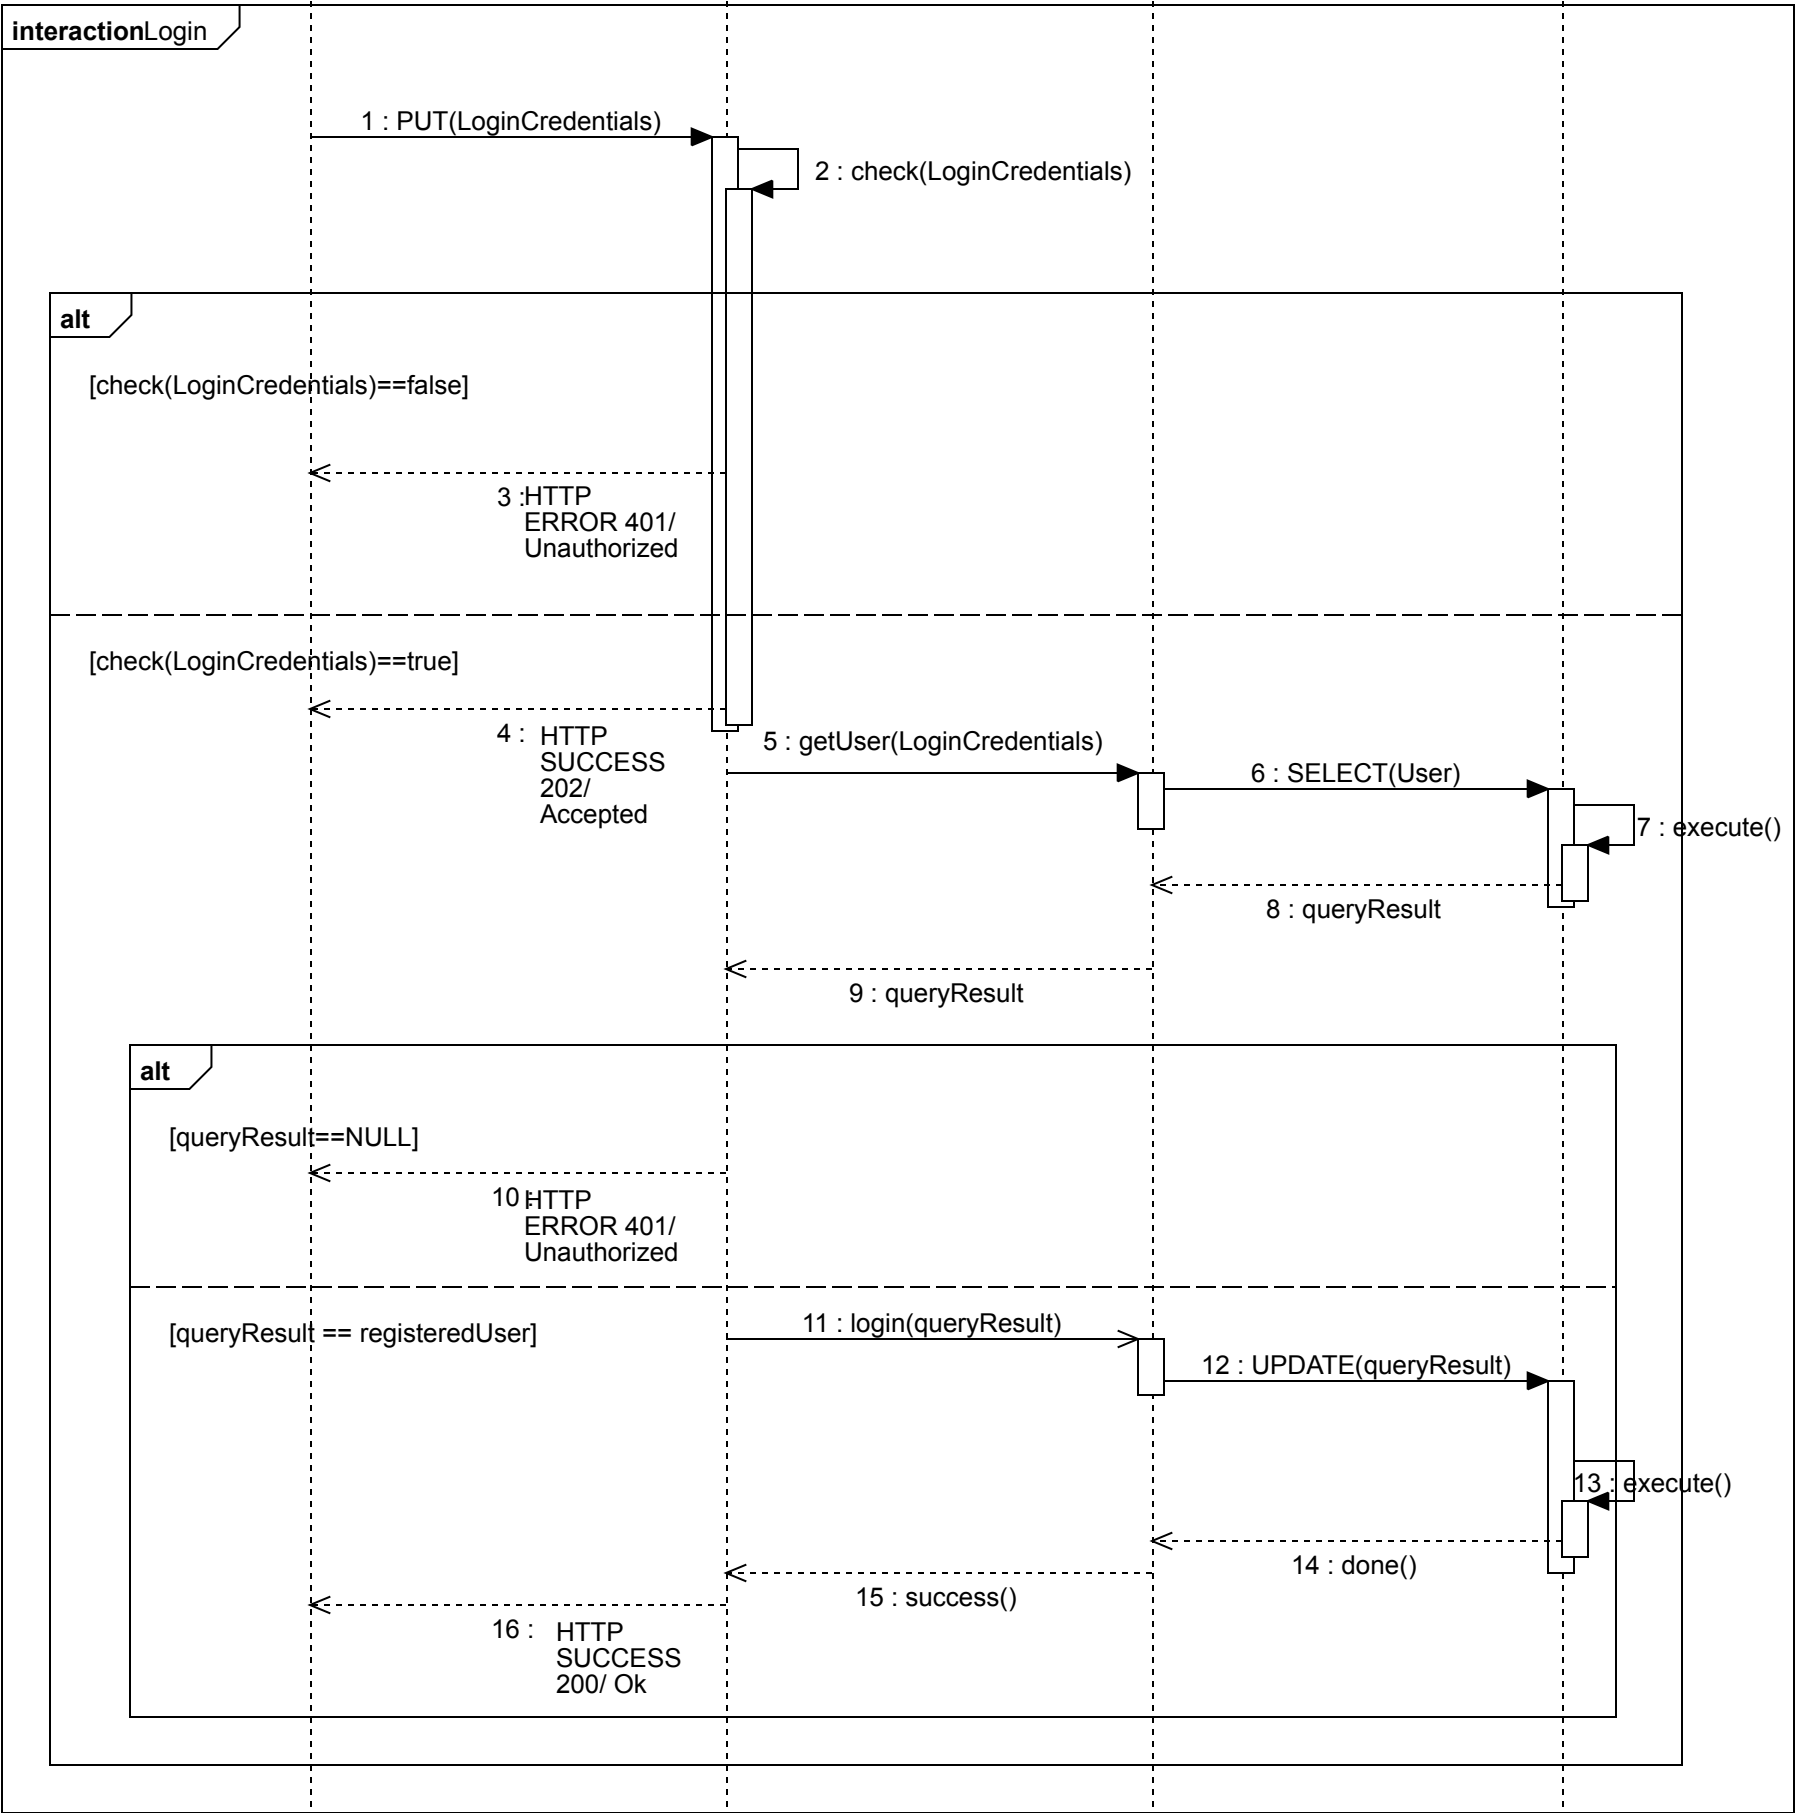 interactionLogin
1 : PUT(LoginCredentials)
2 : check(LoginCredentials)
alt
[check(LoginCredentials)==false]
3 :HTTP
ERROR 401/
Unauthorized
[check(LoginCredentials)==true]
4 : HTTP
SUCCESS
202/
Accepted
5 : getUser(LoginCredentials)
6 : SELECT(User)
7 : execute()
8 : queryResult
9 : queryResult
alt
[queryResult==NULL]
10 :HTTP
ERROR 401/
Unauthorized
[queryResult == registeredUser]
11 : login(queryResult)
12 : UPDATE(queryResult)
13 : execute()
14 : done()
15 : success()
16 : HTTP
SUCCESS
200/ Ok